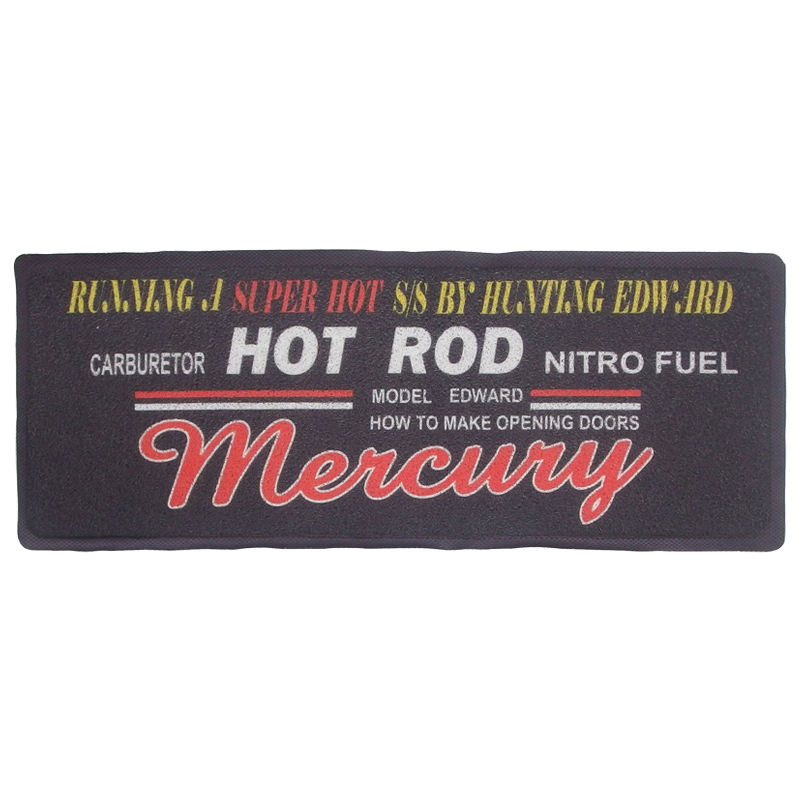 RUNNING A SUPER HOT S/S BY HUNTING EDWARD
CARBURETOR HOT ROD NITRO FUEL
MODEL EDWARD
HOW TO MAKE OPENING DOORS
Mercury